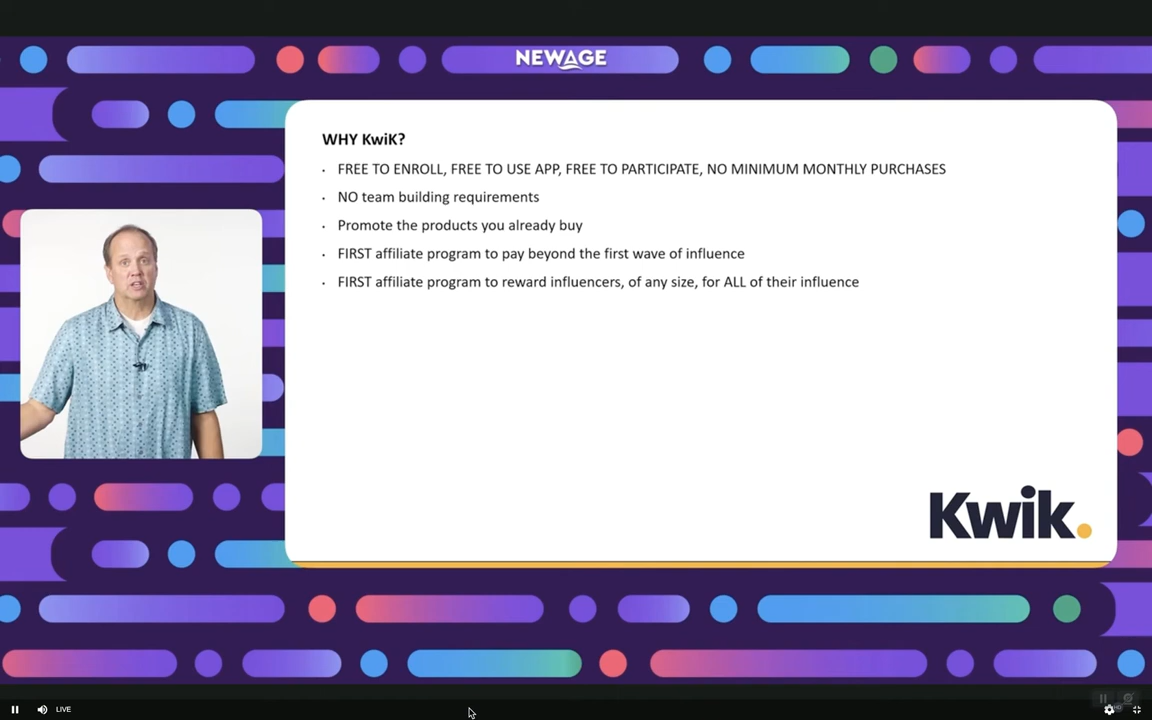 NEWAGE
WHY KwiK?
· FREE TO ENROLL, FREE TO USE APP, FREE TO PARTICIPATE, NO MINIMUM MONTHLY PURCHASES
· NO team building requirements
· Promote the products you already buy
· FIRST affiliate program to pay beyond the first wave of influence
· FIRST affiliate program to reward influencers, of any size, for ALL of their influence
Kwik.
LIVE